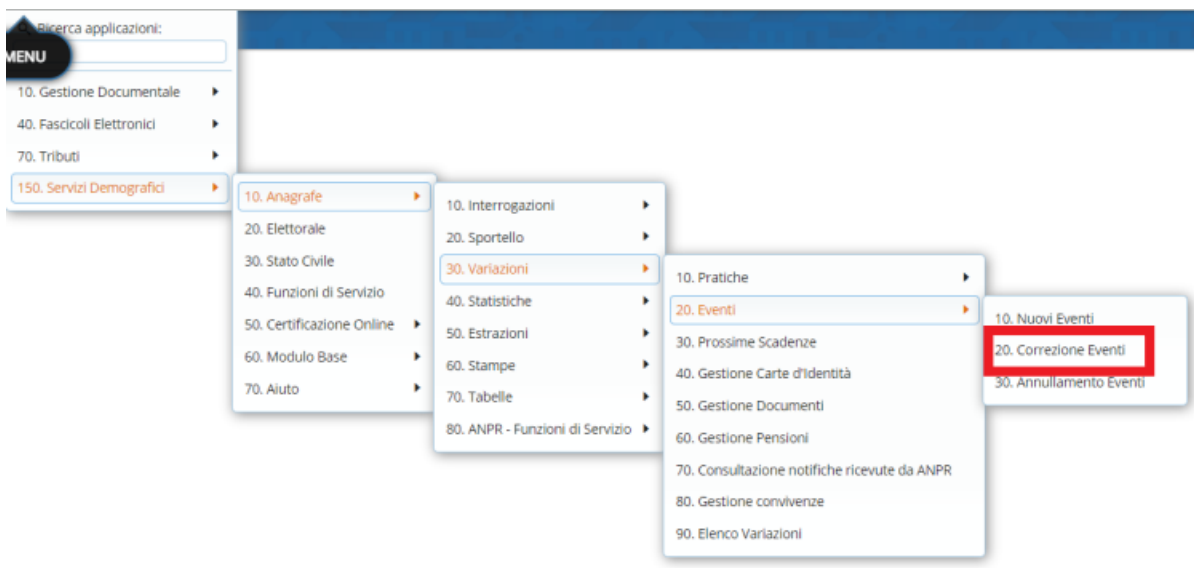 Ricerca applicazioni:
MENU
10. Gestione Documentale
40. Fascicoli Elettronici
70. Tributi
150. Servizi Demografici
10. Anagrafe
20. Elettorale
30. Stato Civile
40. Funzioni di Servizio
50. Certificazione Online
60. Modulo Base
70. Aiuto
10. Interrogazioni
20. Sportello
30. Variazioni
40. Statistiche
50. Estrazioni
60. Stampe
70. Tabelle
80. ANPR - Funzioni di Servizio
10. Pratiche
20. Eventi
30. Prossime Scadenze
40. Gestione Carte d'Identità
50. Gestione Documenti
60. Gestione Pensioni
70. Consultazione notifiche ricevute da ANPR
80. Gestione convivenze
90. Elenco Variazioni
10. Nuovi Eventi
20. Correzione Eventi
30. Annullamento Eventi